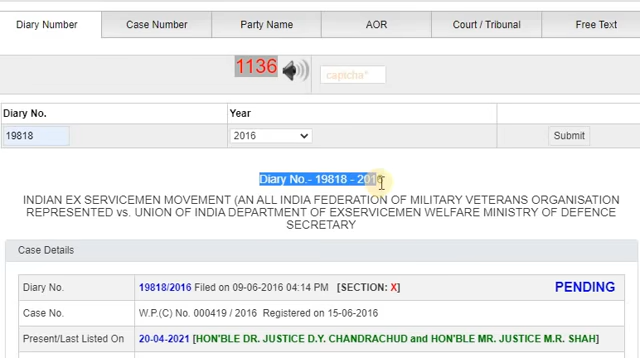 Diary Number Case Number Party Name AOR Court / Tribunal Free Text
1136 captcha*
Diary No. Year
19818 2016 Submit
Diary No.- 19818 - 2016
INDIAN EX SERVICEMEN MOVEMENT (AN ALL INDIA FEDERATION OF MILITARY VETERANS ORGANISATION
REPRESENTED vs. UNION OF INDIA DEPARTMENT OF EXSERVICEMEN WELFARE MINISTRY OF DEFENCE
SECRETARY
Case Details
Diary No. 19818/2016 Filed on 09-06-2016 04:14 PM [SECTION: X] PENDING
Case No. W.P.(C) No. 000419 / 2016 Registered on 15-06-2016
Present/Last Listed On 20-04-2021 [HON'BLE DR. JUSTICE D.Y. CHANDRACHUD and HON'BLE MR. JUSTICE M.R. SHAH]